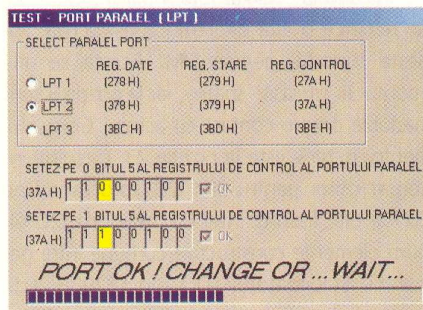 TEST - PORT PARALEL (LPT)
SELECT PARALEL PORT
REG. DATE REG. STARE REG. CONTROL
LPT 1 (278 H) (279 H) (27A H)
LPT 2 (378 H) (379 H) (37A H)
LPT 3 (3BC H) (3BD H) (3BE H)
SETEZ PE 0 BITUL 5 AL REGISTRULUI DE CONTROL AL PORTULUI PARALEL
(37A H) 1 1 0 0 0 1 0 0 OK
SETEZ PE 1 BITUL 5 AL REGISTRULUI DE CONTROL AL PORTULUI PARALEL
(37A H) 1 1 1 0 0 1 0 0 OK
PORT OK ! CHANGE OR ... WAIT...